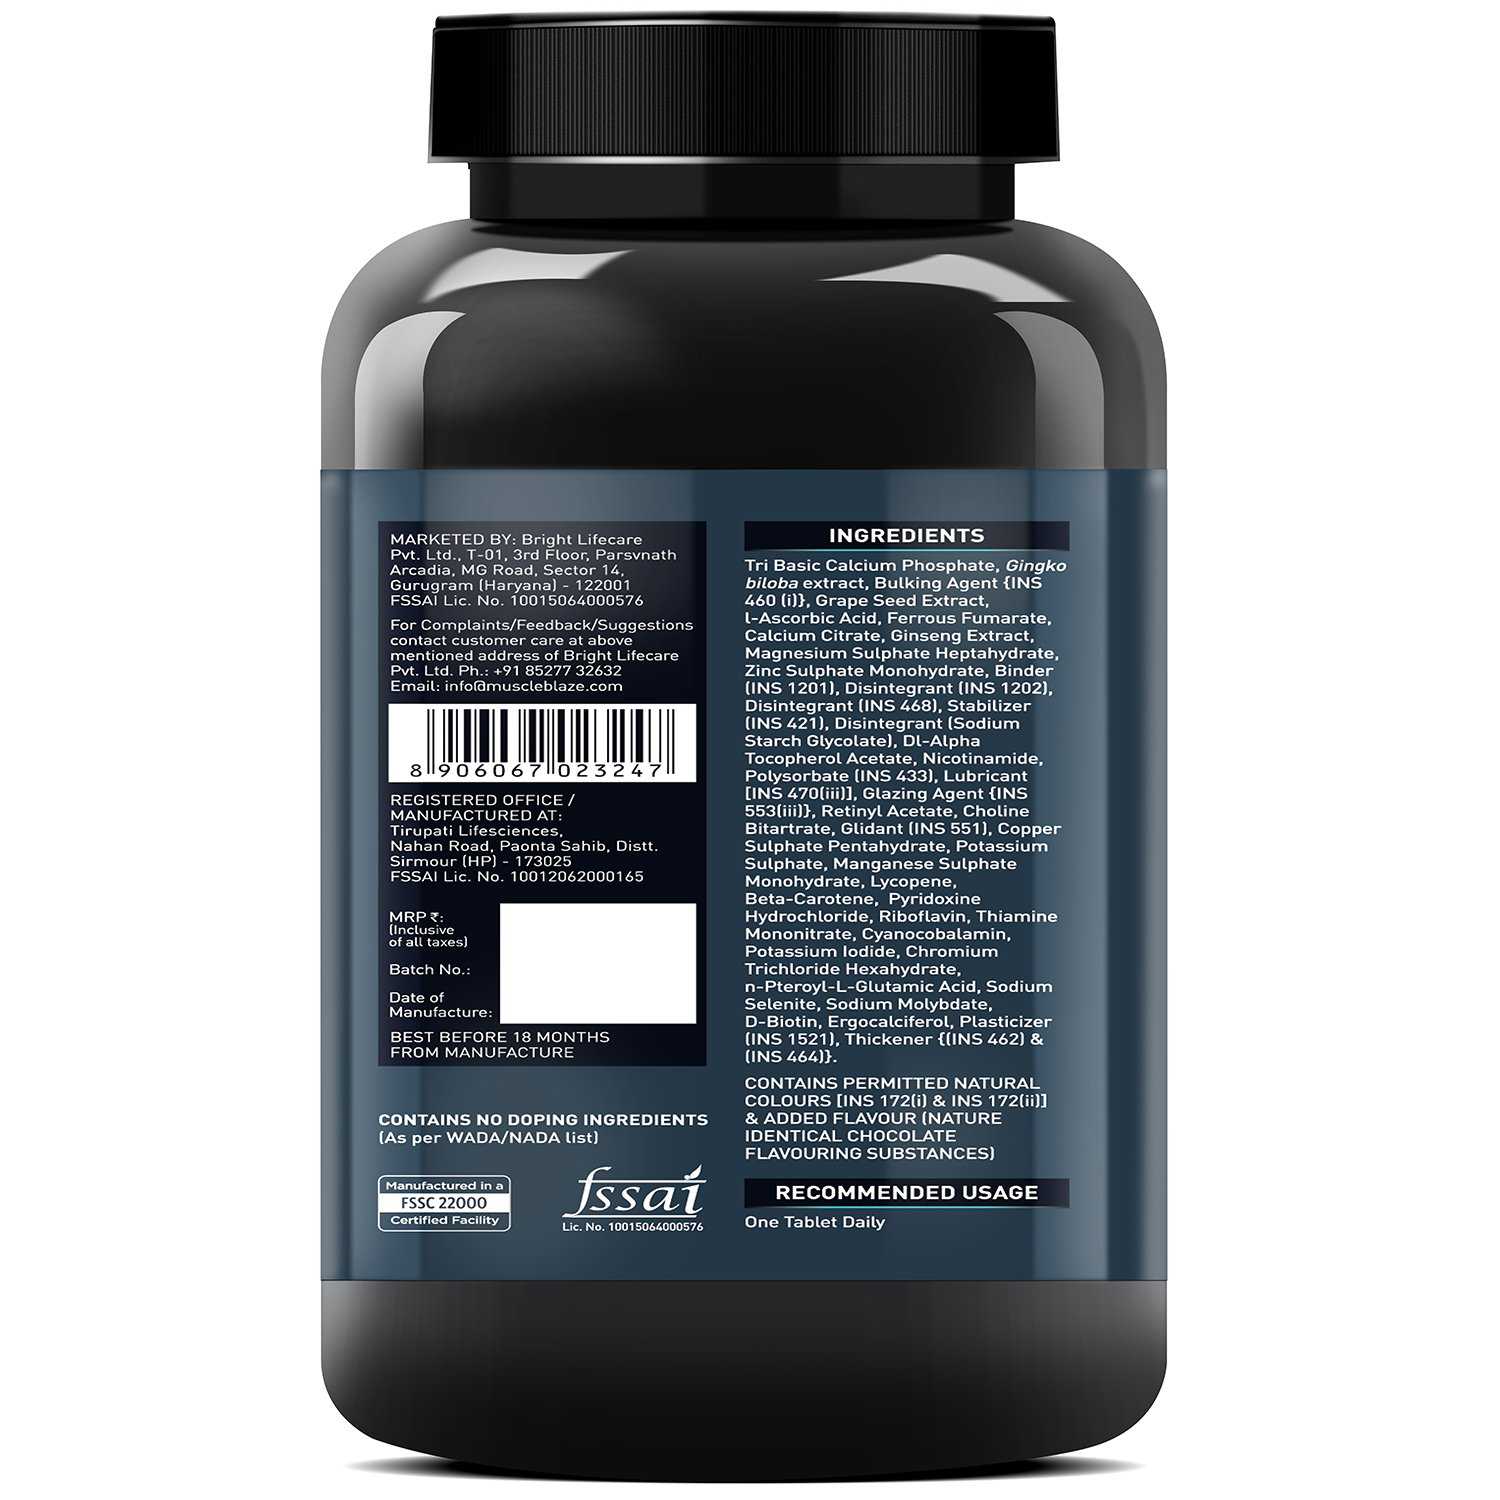 MARKETED BY: Bright Lifecare
Pvt. Ltd., T-01, 3rd Floor, Parsvnath
Arcadia, MG Road, Sector 14,
Gurugram (Haryana) - 122001
FSSAI Lic. No. 10015064000576
For Complaints/Feedback/Suggestions
contact customer care at above
mentioned address of Bright Lifecare
Pvt. Ltd. Ph.: +91 85277 32632
Email: info@muscleblaze.com
8 906067 023247
REGISTERED OFFICE /
MANUFACTURED AT:
Tirupati Lifesciences,
Nahan Road, Paonta Sahib, Distt.
Sirmour (HP) - 173025
FSSAI Lic. No. 10012062000165
MRP ₹:
(Inclusive
of all taxes)
Batch No.:
Date of
Manufacture:
BEST BEFORE 18 MONTHS
FROM MANUFACTURE
CONTAINS NO DOPING INGREDIENTS
(As per WADA/NADA list)
Manufactured in a
FSSC 22000
Certified Facility
fssai
Lic. No. 10015064000576
INGREDIENTS
Tri Basic Calcium Phosphate, Gingko
biloba extract, Bulking Agent {INS
460 (i)}, Grape Seed Extract,
l-Ascorbic Acid, Ferrous Fumarate,
Calcium Citrate, Ginseng Extract,
Magnesium Sulphate Heptahydrate,
Zinc Sulphate Monohydrate, Binder
(INS 1201), Disintegrant (INS 1202),
Disintegrant (INS 468), Stabilizer
(INS 421), Disintegrant (Sodium
Starch Glycolate), Dl-Alpha
Tocopherol Acetate, Nicotinamide,
Polysorbate (INS 433), Lubricant
[INS 470(iii)], Glazing Agent {INS
553(iii)}, Retinyl Acetate, Choline
Bitartrate, Glidant (INS 551), Copper
Sulphate Pentahydrate, Potassium
Sulphate, Manganese Sulphate
Monohydrate, Lycopene,
Beta-Carotene, Pyridoxine
Hydrochloride, Riboflavin, Thiamine
Mononitrate, Cyanocobalamin,
Potassium Iodide, Chromium
Trichloride Hexahydrate,
n-Pteroyl-L-Glutamic Acid, Sodium
Selenite, Sodium Molybdate,
D-Biotin, Ergocalciferol, Plasticizer
(INS 1521), Thickener {(INS 462) &
(INS 464)}.
CONTAINS PERMITTED NATURAL
COLOURS [INS 172(i) & INS 172(ii)]
& ADDED FLAVOUR (NATURE
IDENTICAL CHOCOLATE
FLAVOURING SUBSTANCES)
RECOMMENDED USAGE
One Tablet Daily